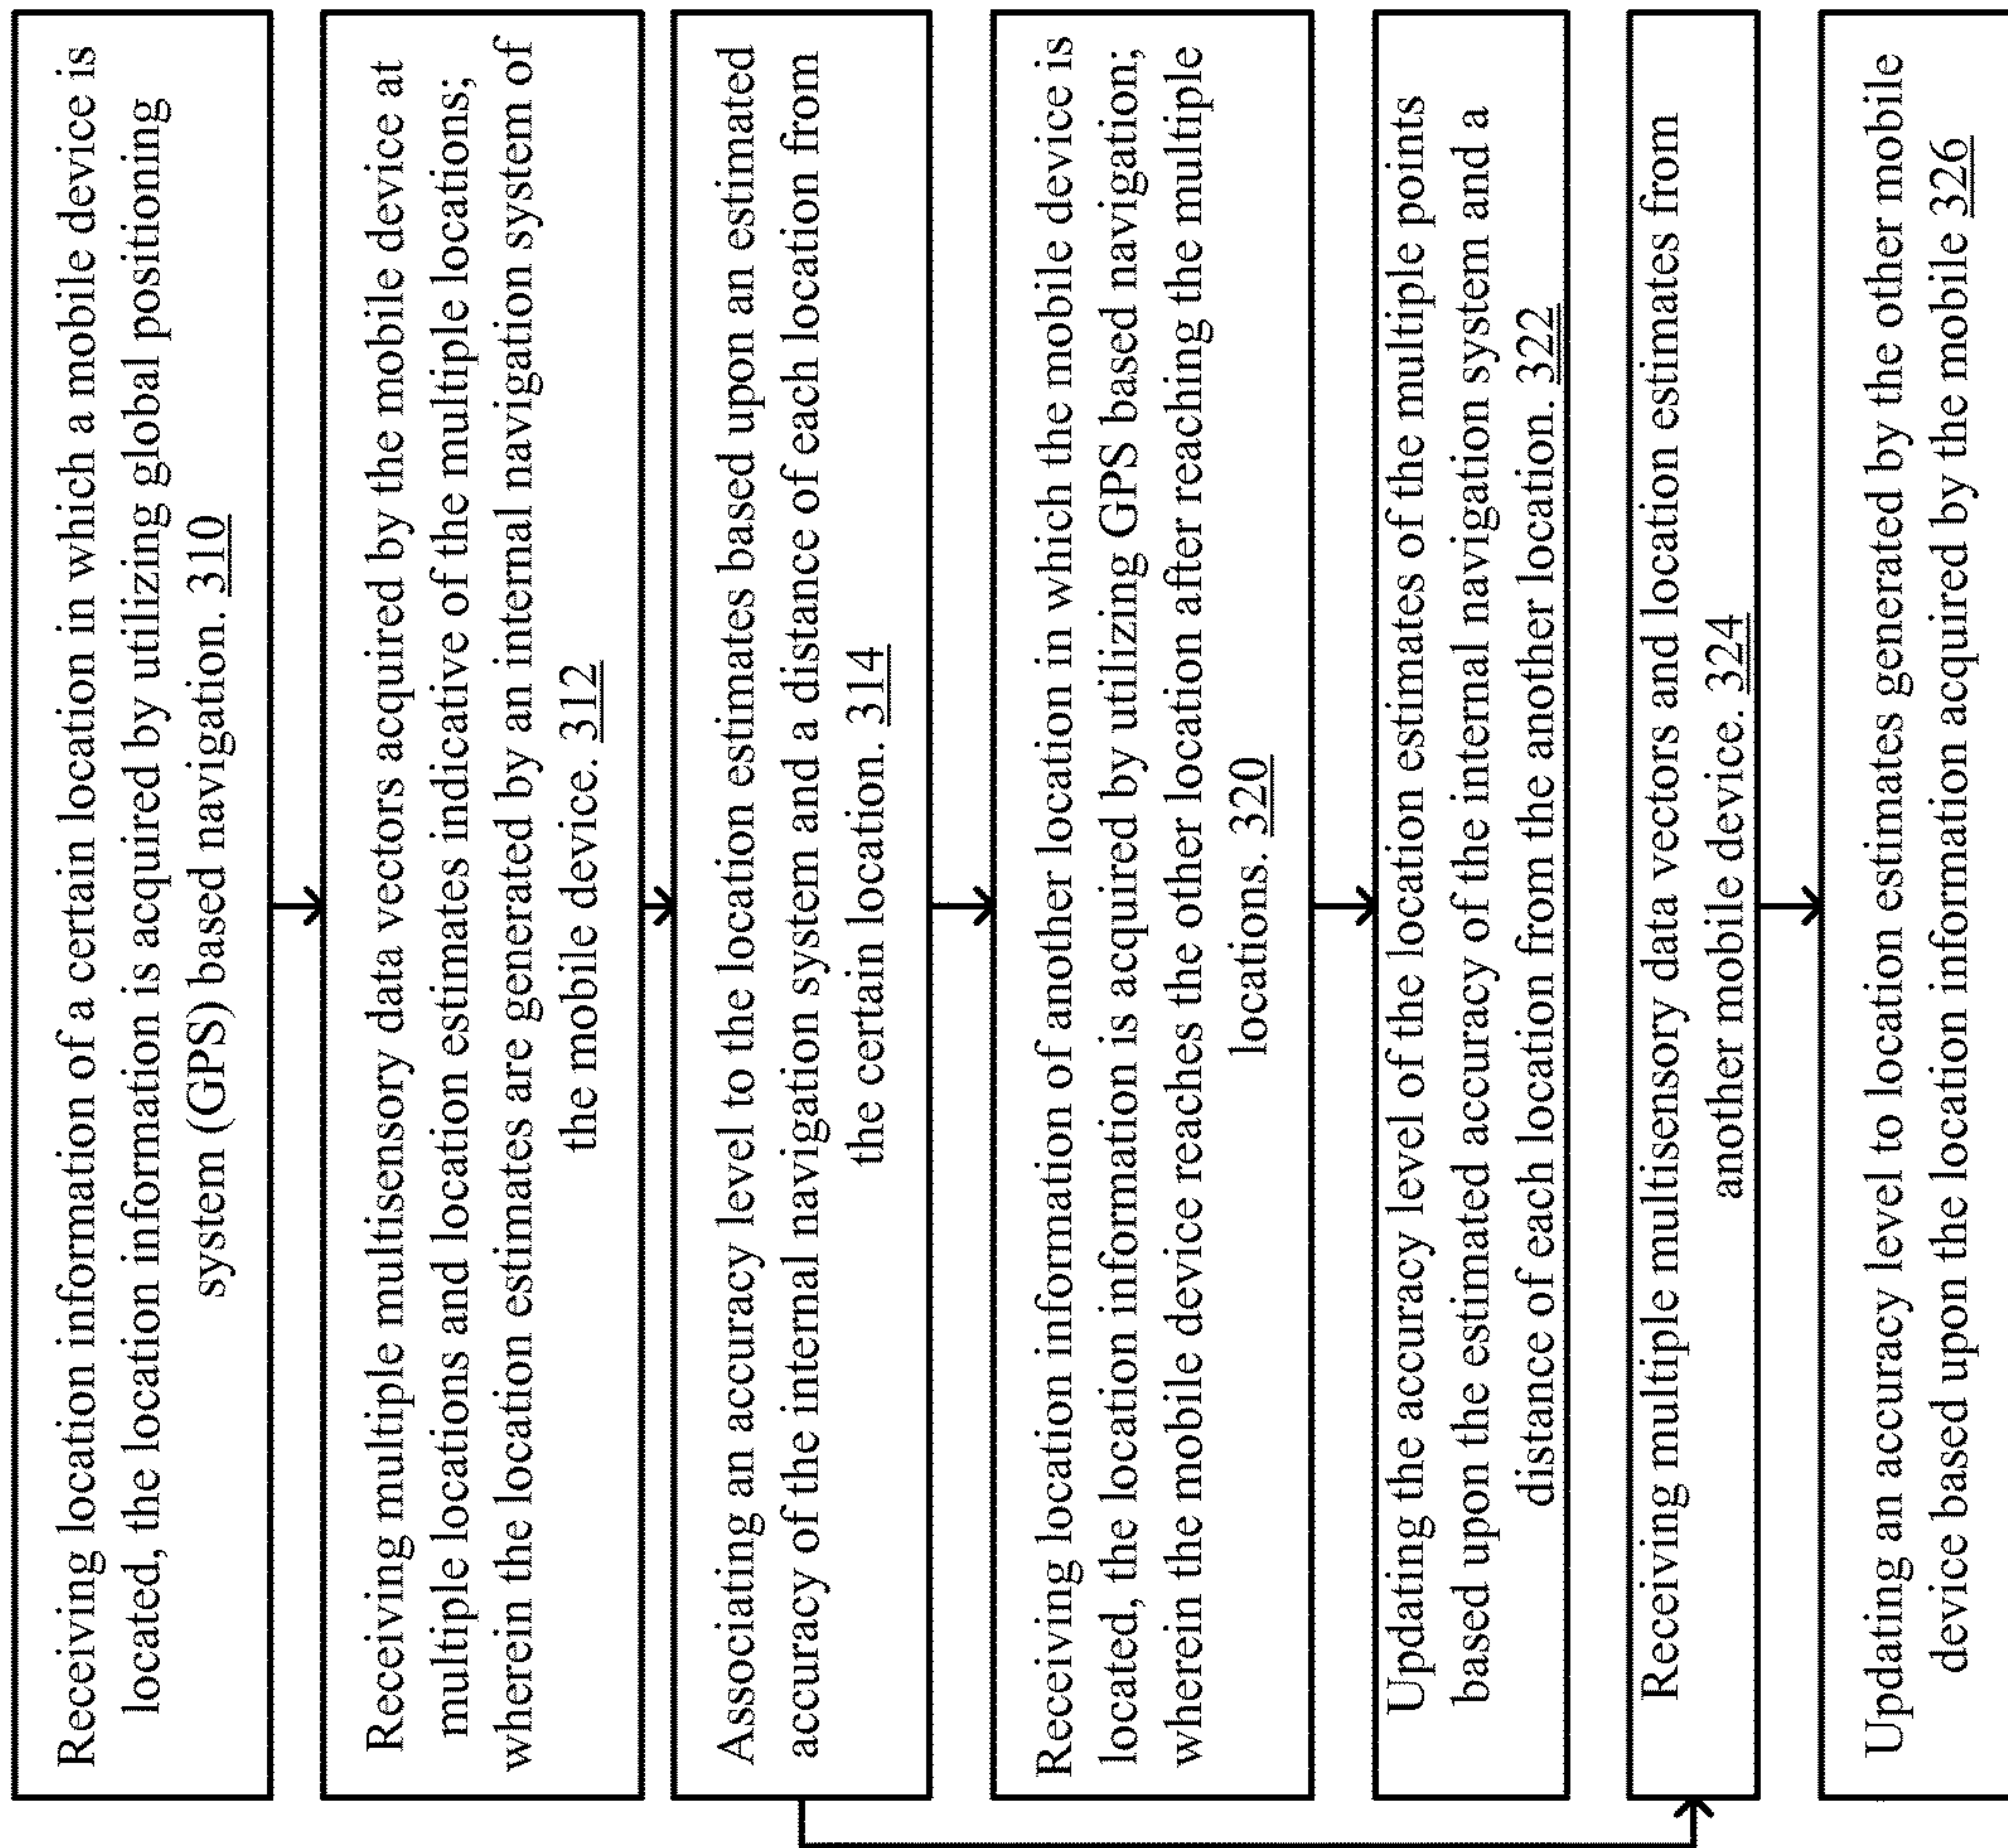 Receiving location information of a certain location in which a mobile device is
located, the location information is acquired by utilizing global positioning
system (GPS) based navigation. 310
Receiving multiple multisensory data vectors acquired by the mobile device at
multiple locations and location estimates indicative of the multiple locations;
wherein the location estimates are generated by an internal navigation system of
the mobile device. 312
Associating an accuracy level to the location estimates based upon an estimated
accuracy of the internal navigation system and a distance of each location from
the certain location. 314
Receiving location information of another location in which the mobile device is
located, the location information is acquired by utilizing GPS based navigation;
wherein the mobile device reaches the other location after reaching the multiple
locations. 320
Updating the accuracy level of the location estimates of the multiple points
based upon the estimated accuracy of the internal navigation system and a
distance of each location from the another location. 322
Receiving multiple multisensory data vectors and location estimates from
another mobile device. 324
Updating an accuracy level to location estimates generated by the other mobile
device based upon the location information acquired by the mobile 326